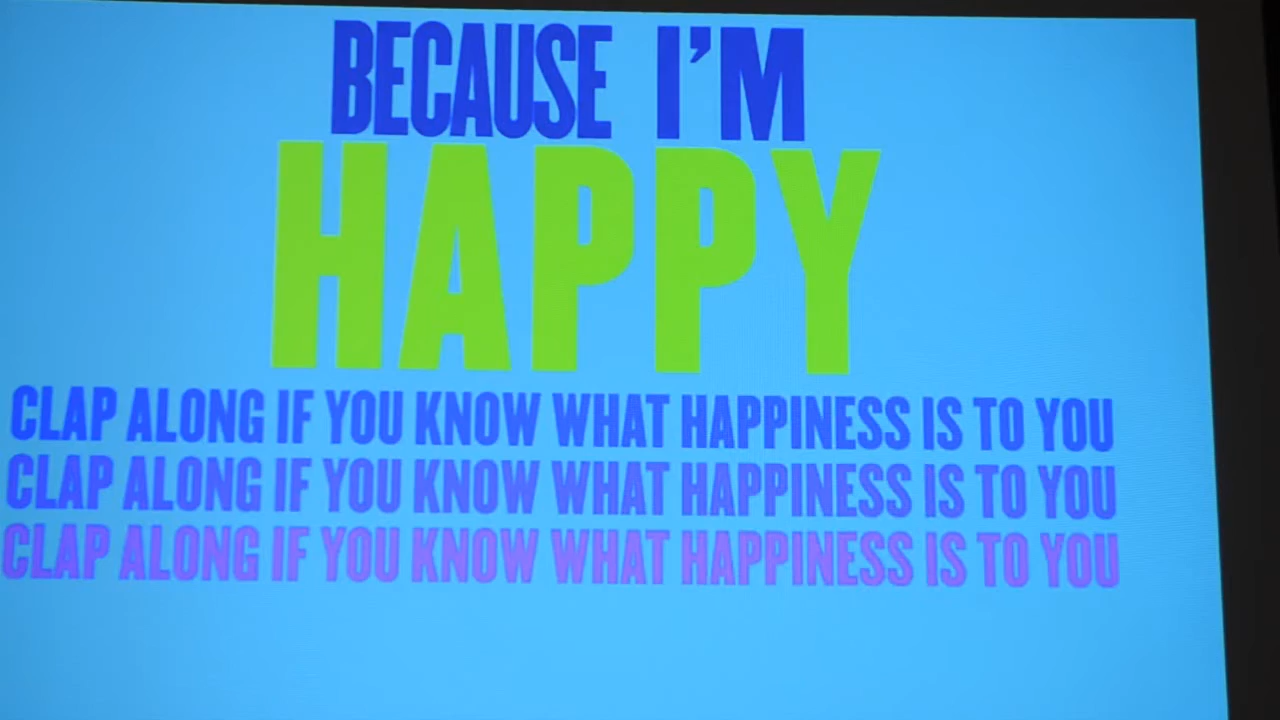 BECAUSE I'M
HAPPY
CLAP ALONG IF YOU KNOW WHAT HAPPINESS IS TO YOU
CLAP ALONG IF YOU KNOW WHAT HAPPINESS IS TO YOU
CLAP ALONG IF YOU KNOW WHAT HAPPINESS IS TO YOU